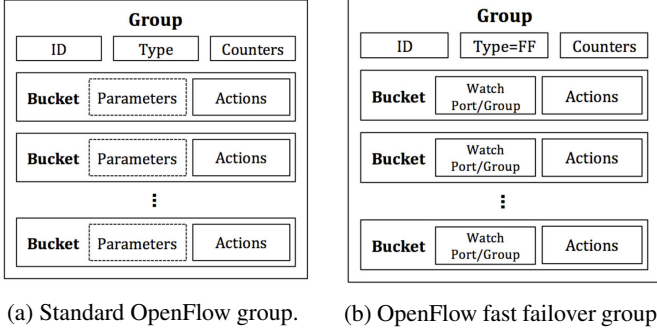 Group
ID Type Counters
Bucket Parameters Actions
Bucket Parameters Actions
⋮
Bucket Parameters Actions
(a) Standard OpenFlow group.
Group
ID Type=FF Counters
Bucket Watch Port/Group Actions
Bucket Watch Port/Group Actions
⋮
Bucket Watch Port/Group Actions
(b) OpenFlow fast failover group